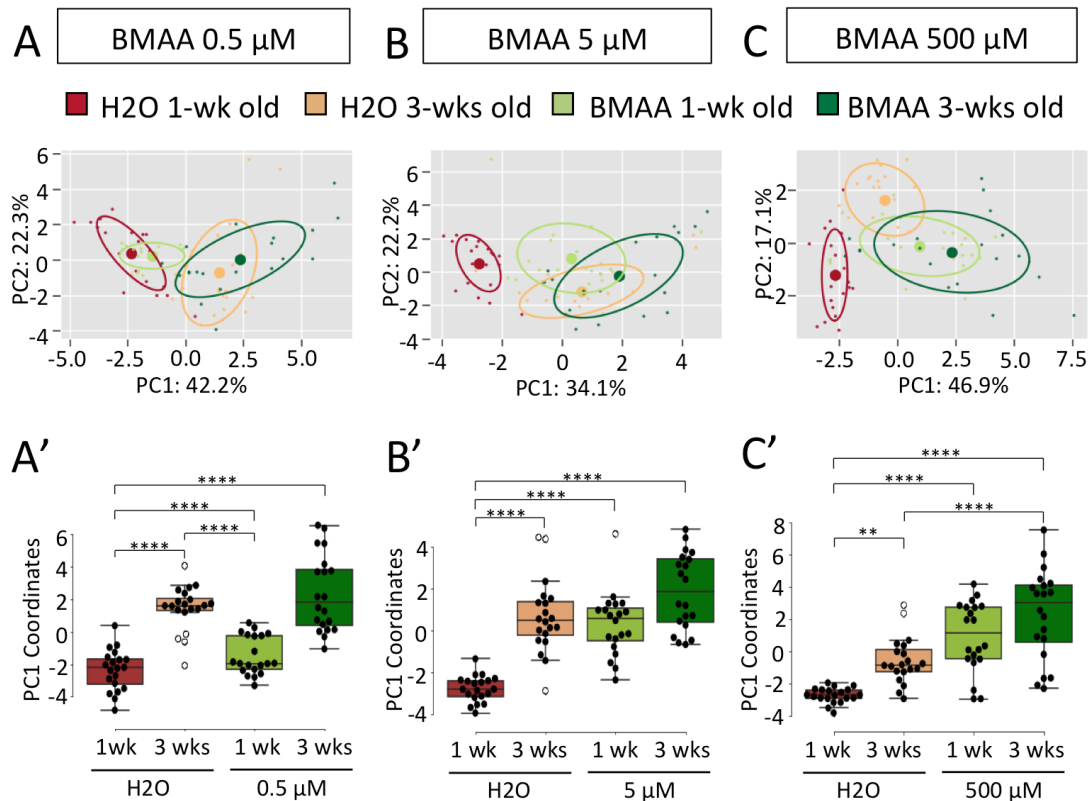 A
BMAA 0.5 μM
B
BMAA 5 μM
C
BMAA 500 μM
H2O 1-wk old
H2O 3-wks old
BMAA 1-wk old
BMAA 3-wks old
PC2: 22.3%
6
4
2
0
-2
-4
-5.0
-2.5
0.0
2.5
5.0
PC1: 42.2%
PC2: 22.2%
6
4
2
0
-2
-4
-4
-2
0
2
4
PC1: 34.1%
PC2: 17.1%
2
0
-2
-2.5
0.0
2.5
5.0
7.5
PC1: 46.9%
A′
PC1 Coordinates
6
4
2
0
-2
-4
****
****
**** ****
1wk 3 wks 1 wk 3 wks
H2O 0.5 μM
B′
PC1 Coordinates
4
2
0
-2
-4
****
****
****
1 wk 3 wks 1 wk 3 wks
H2O 5 μM
C′
PC1 Coordinates
8
6
4
2
0
-2
-4
****
****
** ****
1 wk 3 wks 1 wk 3 wks
H2O 500 μM